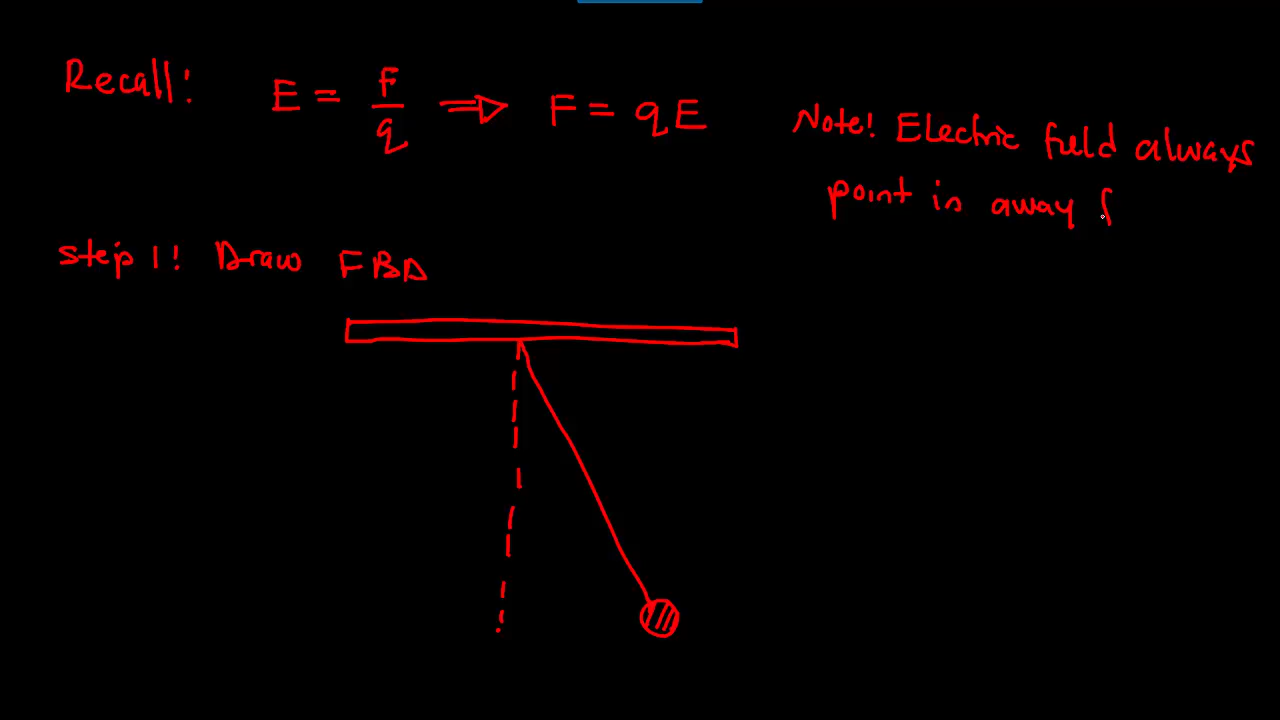 Recall!
E = F/q ⇒ F = qE
Note! Electric field always
point in away
Step 1! Draw FBD